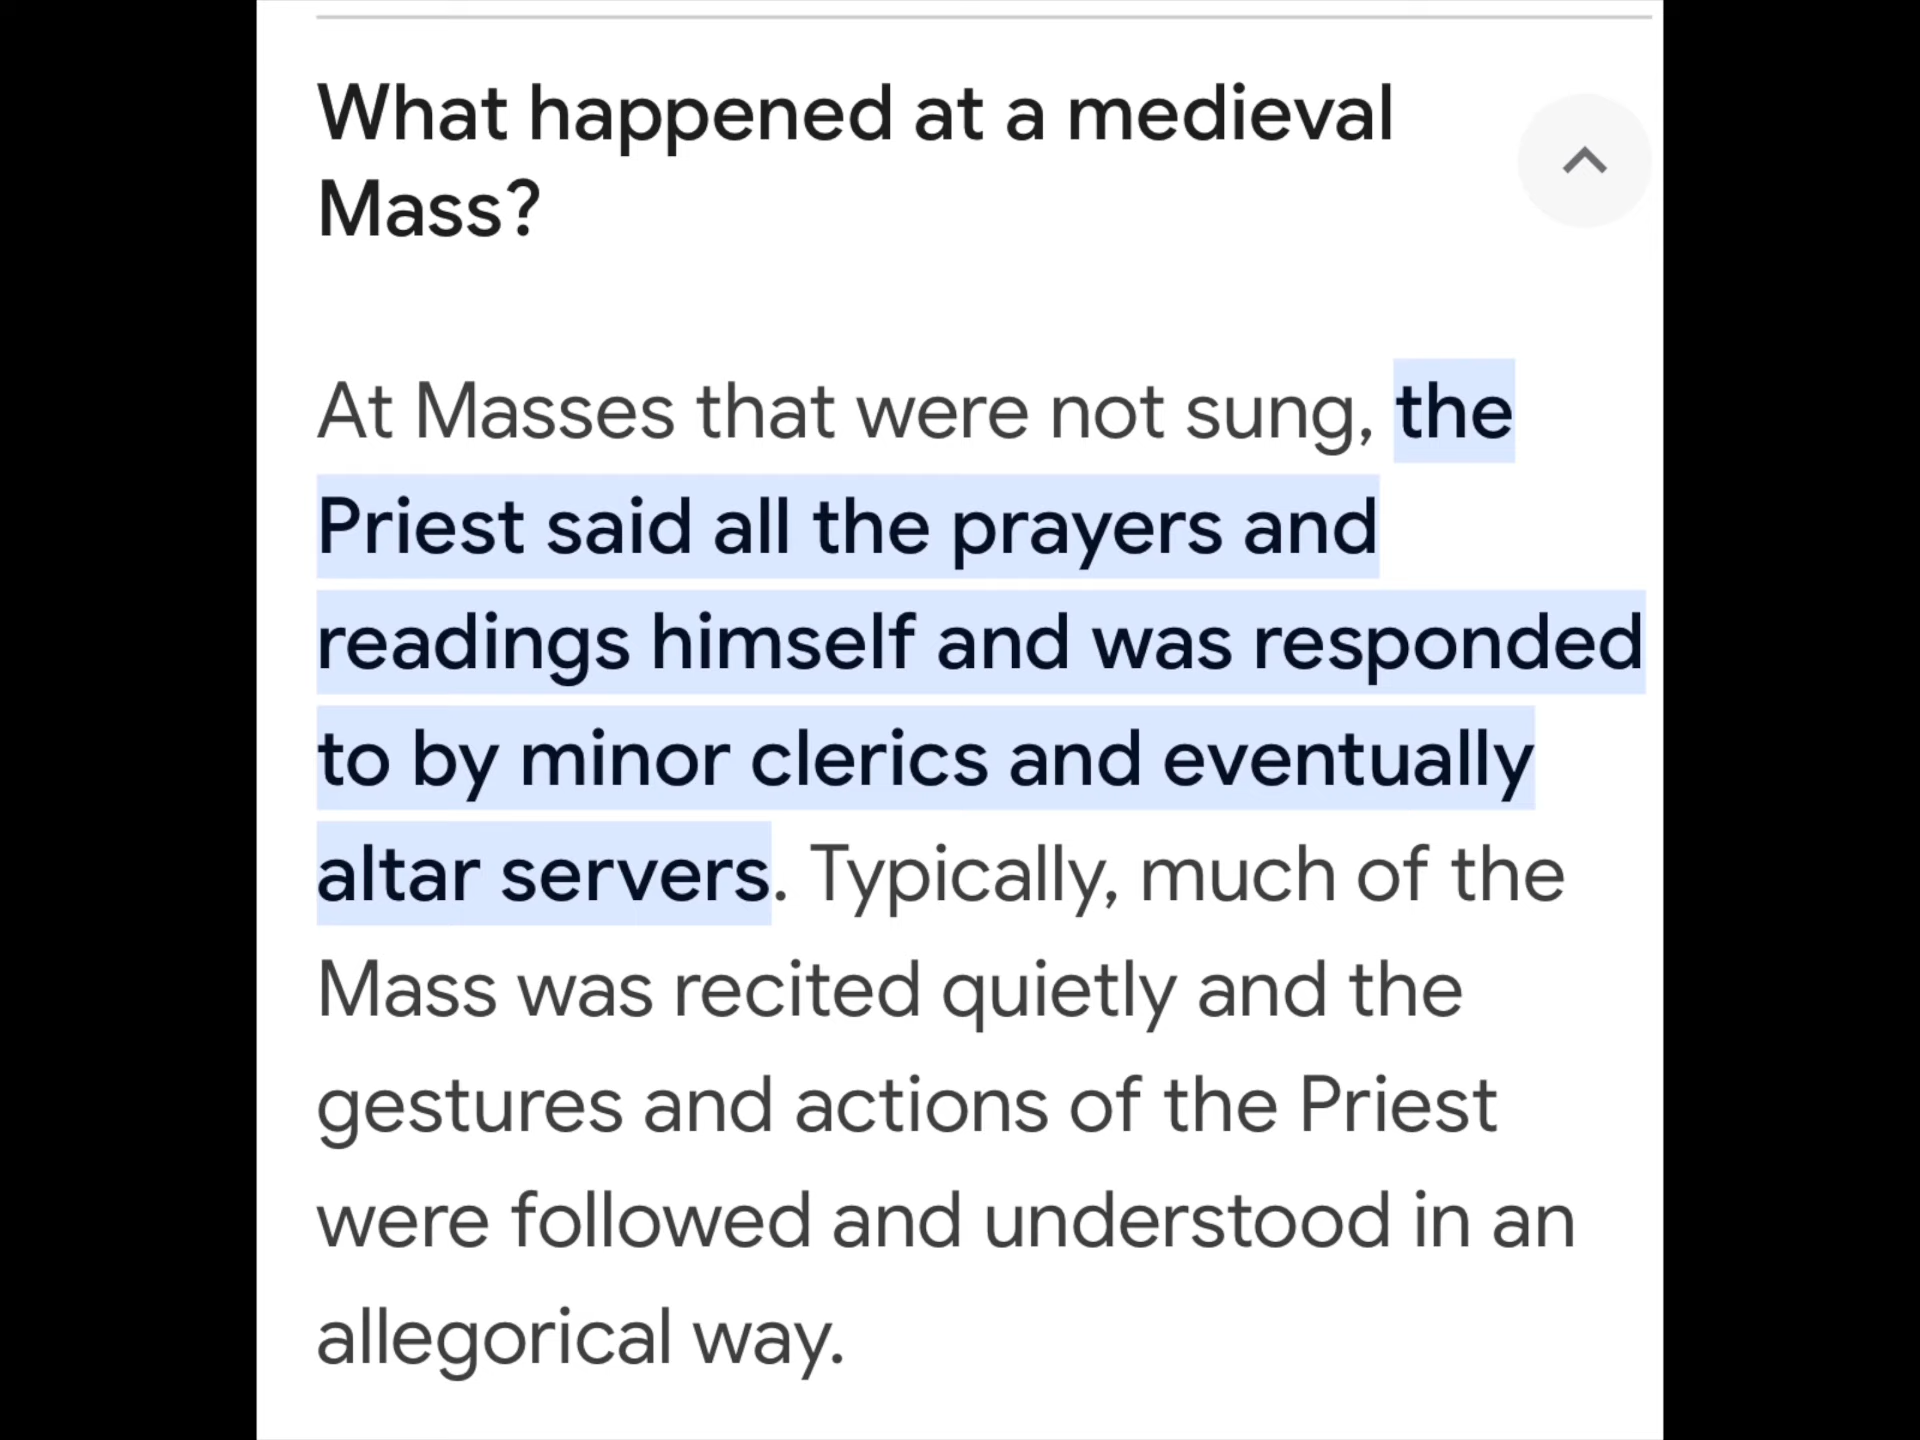 What happened at a medieval
Mass?
At Masses that were not sung, the
Priest said all the prayers and
readings himself and was responded
to by minor clerics and eventually
altar servers. Typically, much of the
Mass was recited quietly and the
gestures and actions of the Priest
were followed and understood in an
allegorical way.